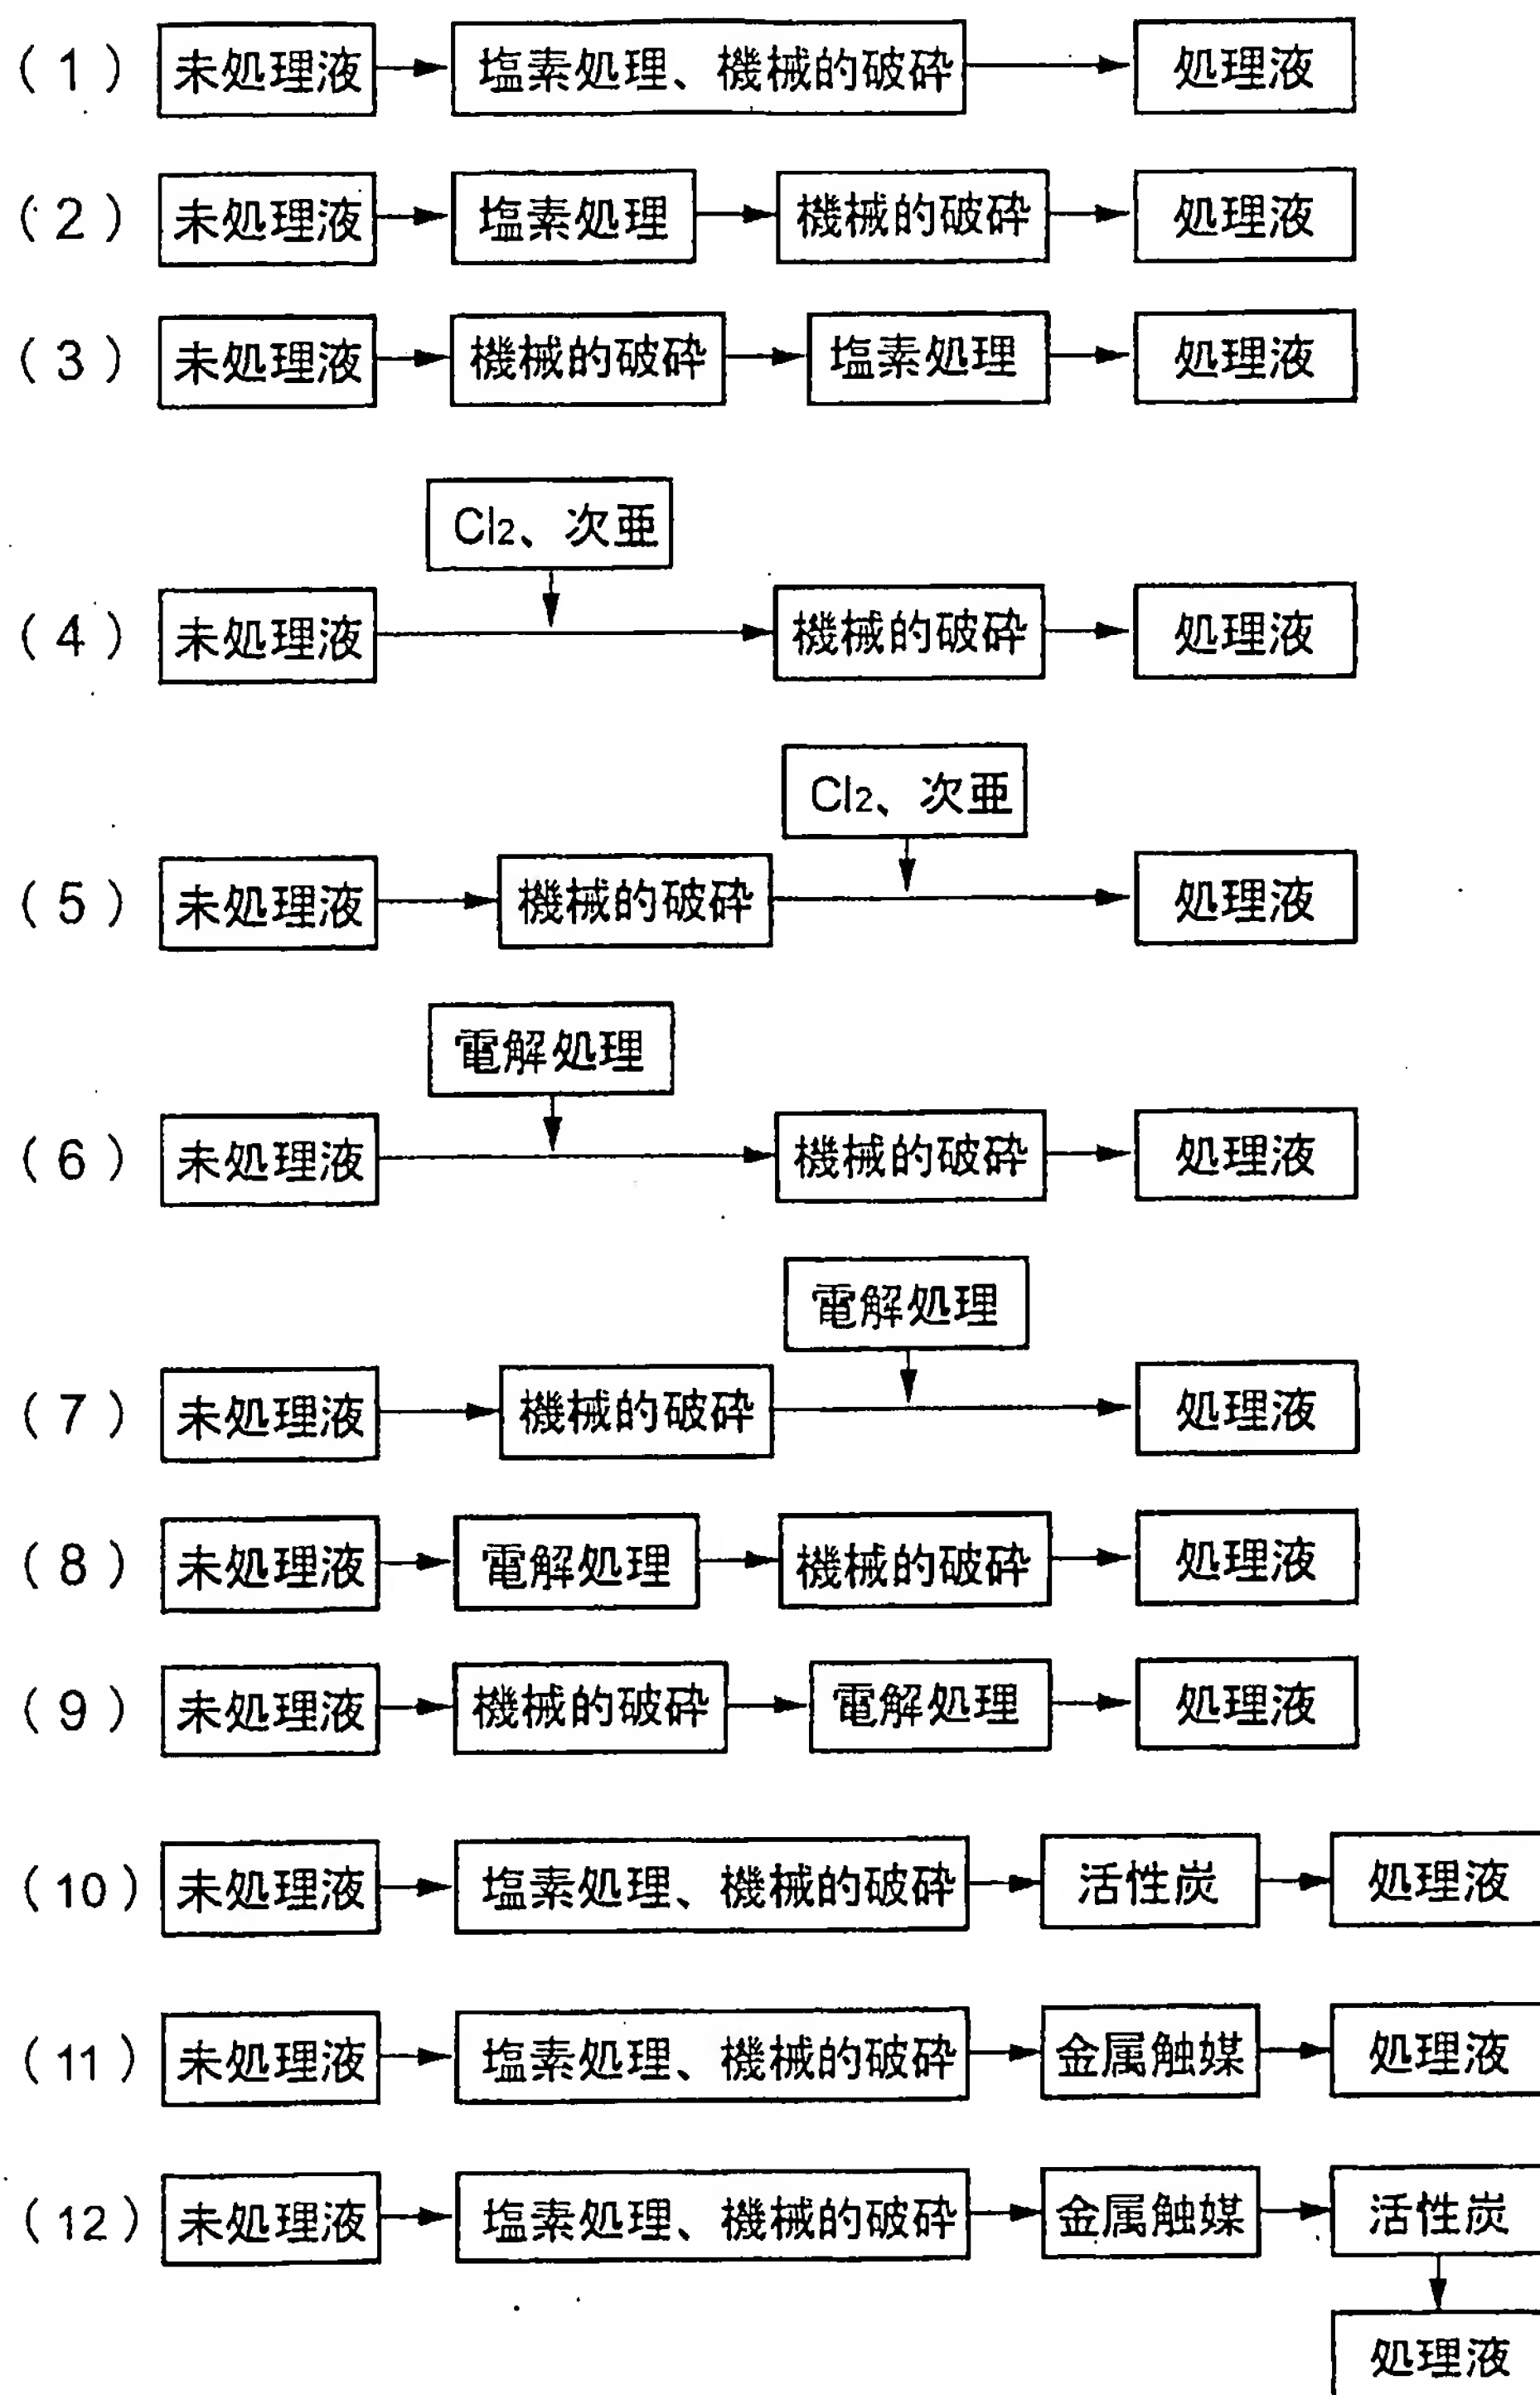 (1) 未処理液 塩素処理、機械的破砕 処理液
(2) 未処理液 塩素処理 機械的破砕 処理液
(3) 未処理液 機械的破砕 塩素処理 処理液
Cl2、次亜
(4) 未処理液 機械的破砕 処理液
Cl2、次亜
(5) 未処理液 機械的破砕 処理液
電解処理
(6) 未処理液 機械的破砕 処理液
電解処理
(7) 未処理液 機械的破砕 処理液
(8) 未処理液 電解処理 機械的破砕 処理液
(9) 未処理液 機械的破砕 電解処理 処理液
(10) 未処理液 塩素処理、機械的破砕 活性炭 処理液
(11) 未処理液 塩素処理、機械的破砕 金属触媒 処理液
(12) 未処理液 塩素処理、機械的破砕 金属触媒 活性炭
処理液